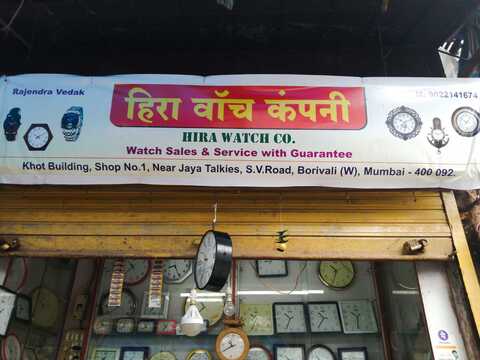 Rajendra Vedak
M. 9022141674
हिरा वॉच कंपनी
HIRA WATCH CO.
Watch Sales & Service with Guarantee
Khot Building, Shop No.1, Near Jaya Talkies, S.V.Road, Borivali (W), Mumbai - 400 092.